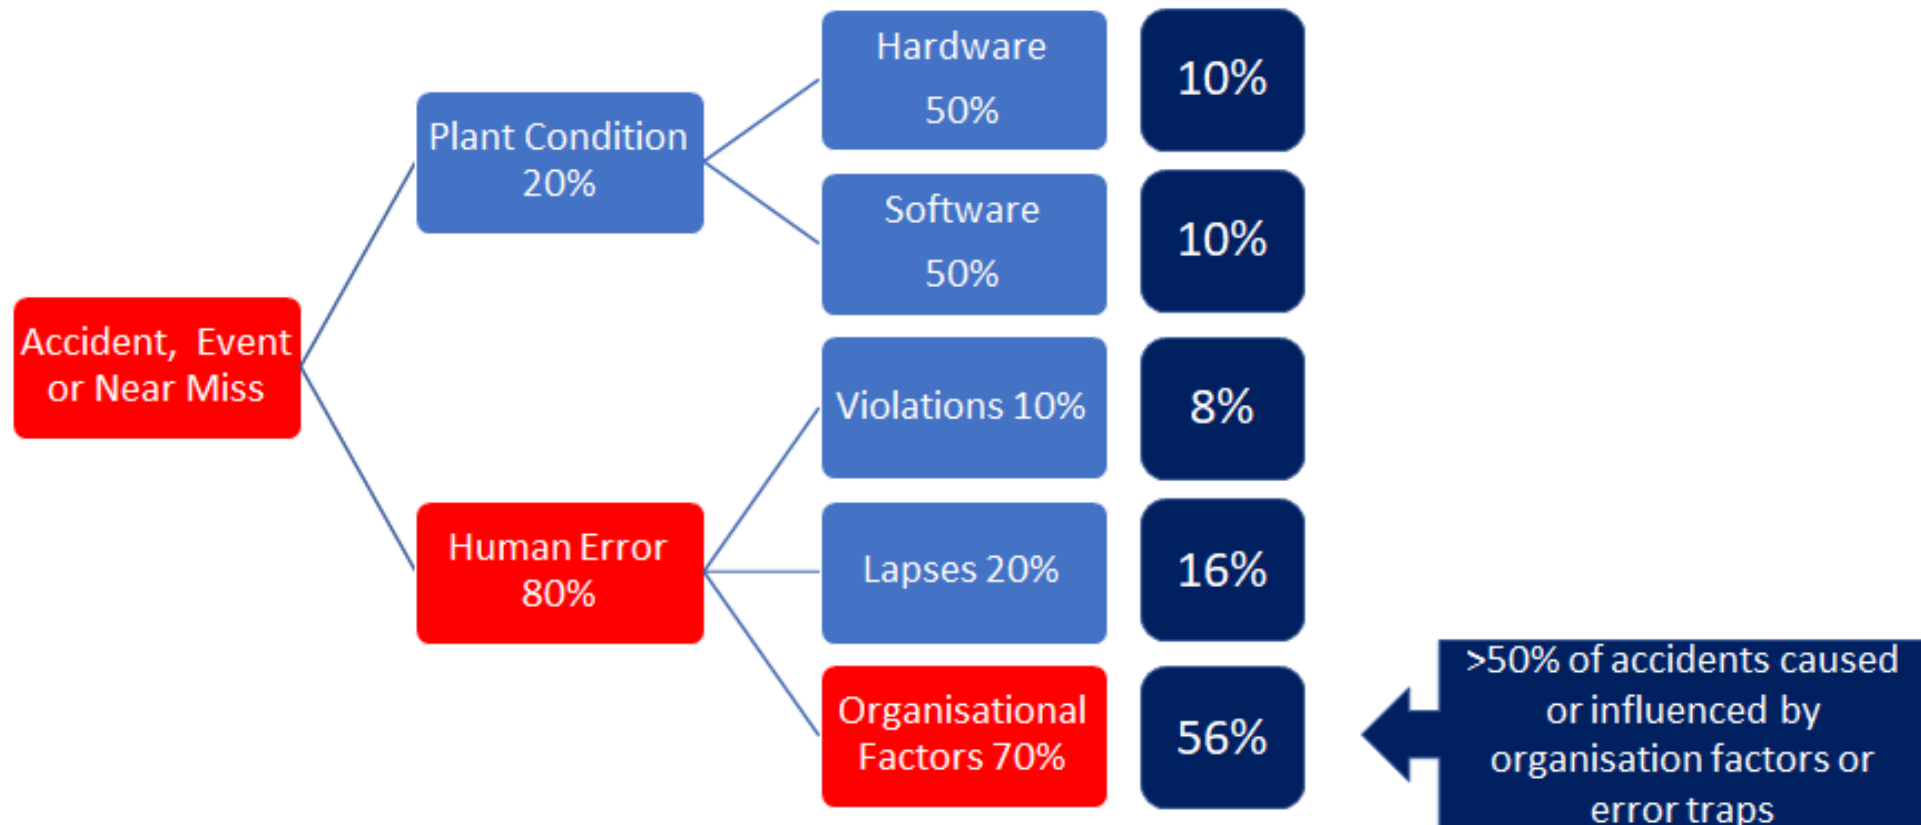 Accident, Event
or Near Miss
Plant Condition
20%
Human Error
80%
Hardware
50%
Software
50%
Violations 10%
Lapses 20%
Organisational
Factors 70%
10%
10%
8%
16%
56%
>50% of accidents caused
or influenced by
organisation factors or
error traps